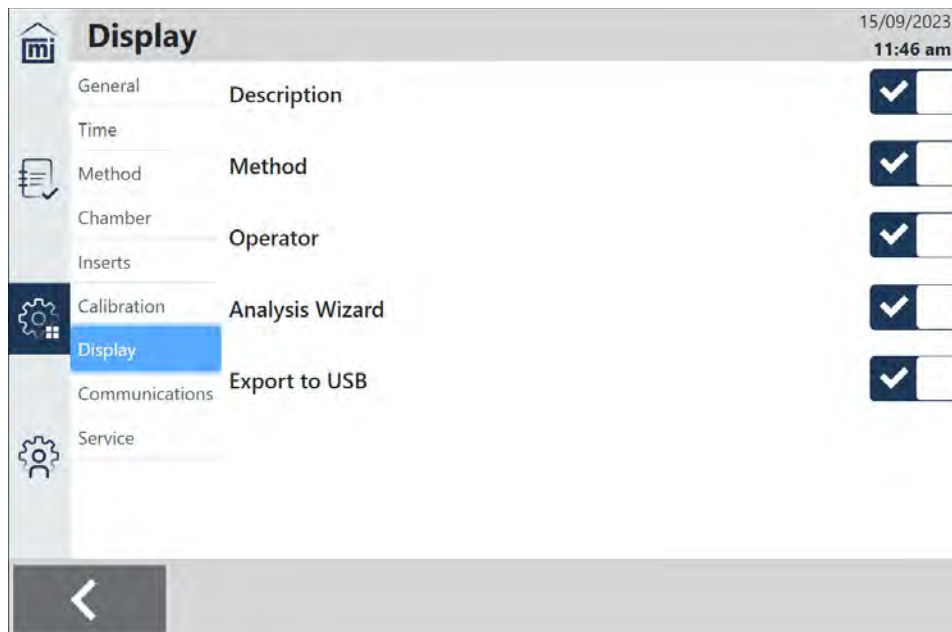 mi
Display
15/09/2023
11:46 am
General
Time
Method
Chamber
Inserts
Calibration
Display
Communications
Service
Description
Method
Operator
Analysis Wizard
Export to USB